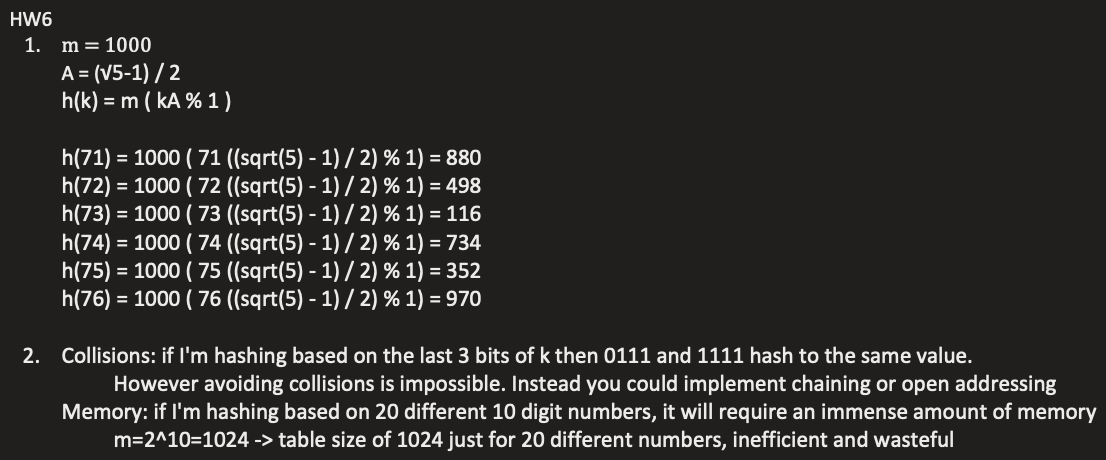 HW6
1. m = 1000
A = (√5-1) / 2
h(k) = m ( kA % 1 )
h(71) = 1000 ( 71 ((sqrt(5) - 1) / 2) % 1) = 880
h(72) = 1000 ( 72 ((sqrt(5) - 1) / 2) % 1) = 498
h(73) = 1000 ( 73 ((sqrt(5) - 1) / 2) % 1) = 116
h(74) = 1000 ( 74 ((sqrt(5) - 1) / 2) % 1) = 734
h(75) = 1000 ( 75 ((sqrt(5) - 1) / 2) % 1) = 352
h(76) = 1000 ( 76 ((sqrt(5) - 1) / 2) % 1) = 970
2. Collisions: if I'm hashing based on the last 3 bits of k then 0111 and 1111 hash to the same value.
However avoiding collisions is impossible. Instead you could implement chaining or open addressing
Memory: if I'm hashing based on 20 different 10 digit numbers, it will require an immense amount of memory
m=2^10=1024 -> table size of 1024 just for 20 different numbers, inefficient and wasteful